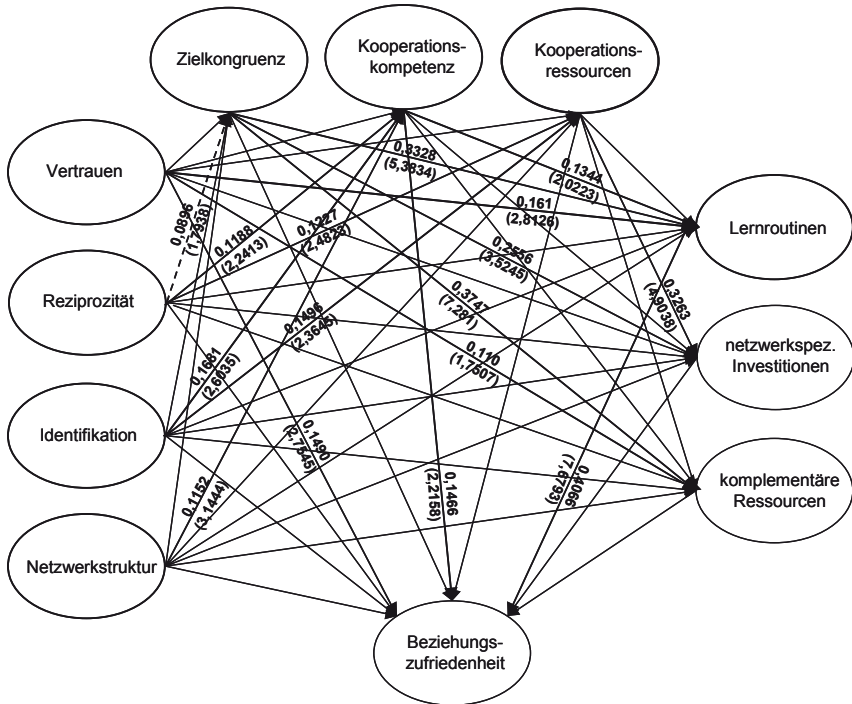 Zielkongruenz
Kooperations-
kompetenz
Kooperations-
ressourcen
Vertrauen
Reziprozität
Identifikation
Netzwerkstruktur
Lernroutinen
netzwerkspez.
Investitionen
komplementäre
Ressourcen
Beziehungs-
zufriedenheit
0,3328
(5,3834)
0,1344
(2,0223)
0,161
(2,8126)
0,0896
(1,7938)
0,1188
(2,2413)
0,1227
(2,4823)
0,2556
(3,5245)
0,3263
(4,9038)
0,3747
(7,281)
0,1496
(2,3645)
0,110
(1,7507)
0,1681
(2,6035)
0,1490
(2,7545)
0,1152
(3,1444)
0,1466
(2,2158)
0,4066
(7,6793)